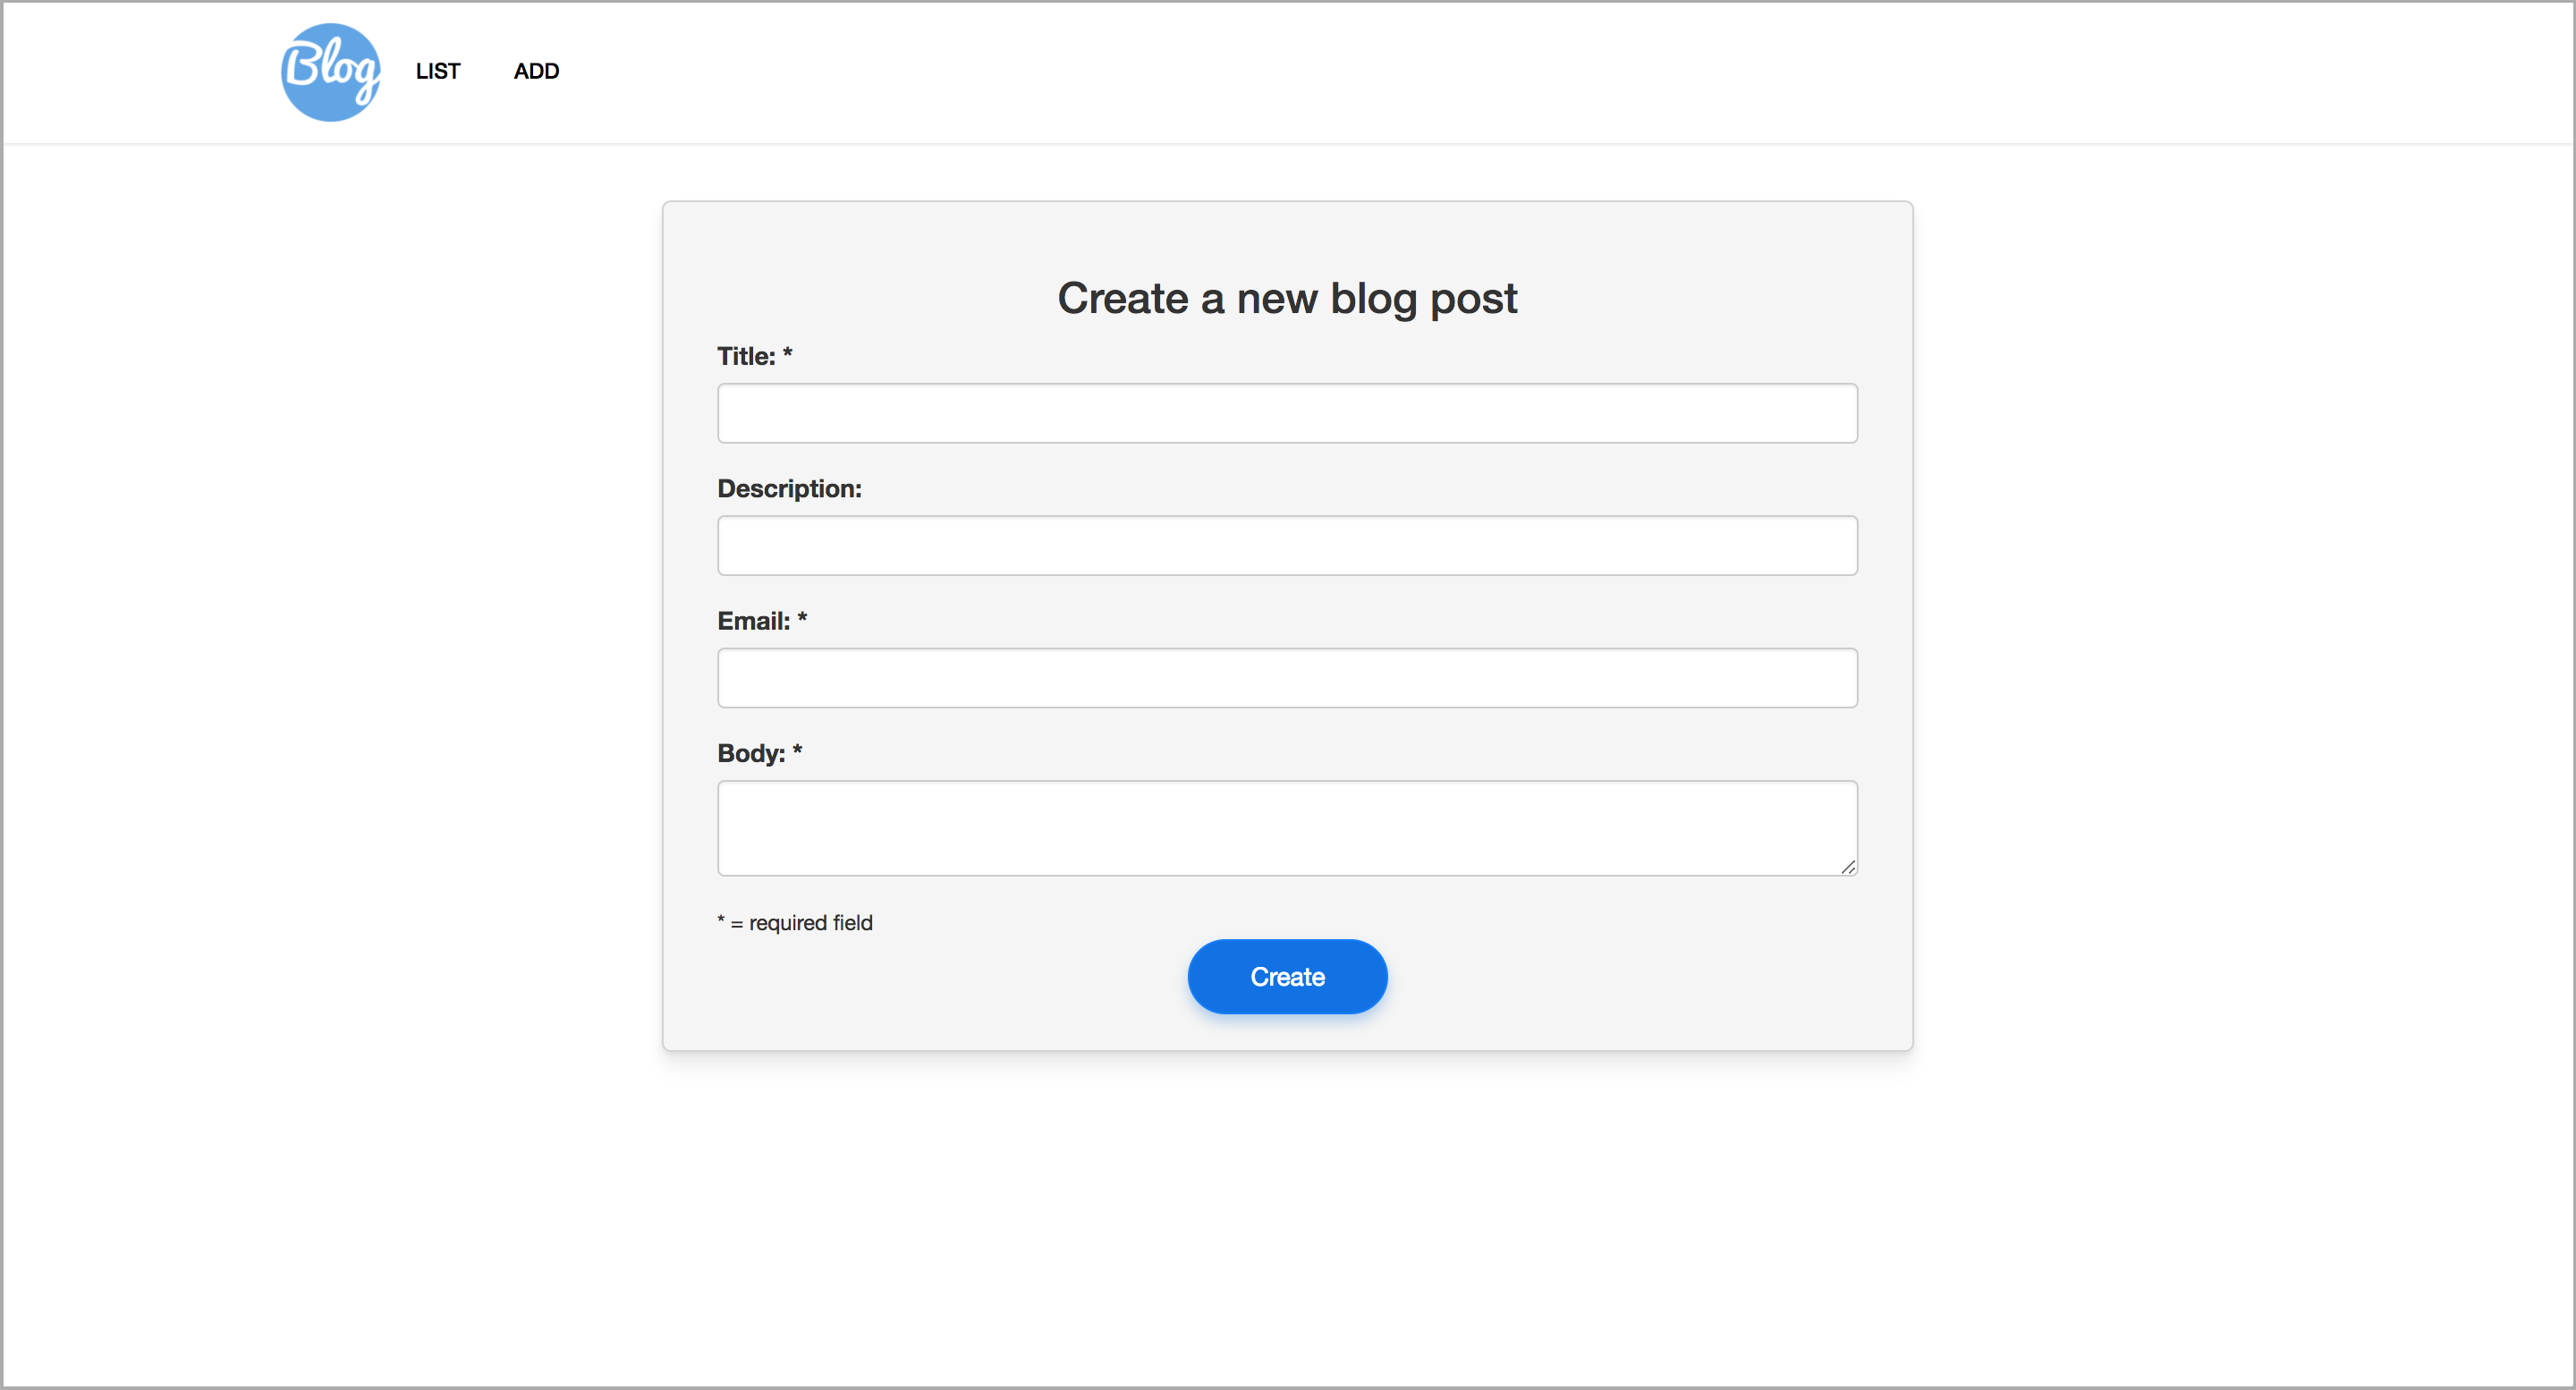 Blog
LIST ADD
Create a new blog post
Title: *
Description:
Email: *
Body: *
* = required field
Create